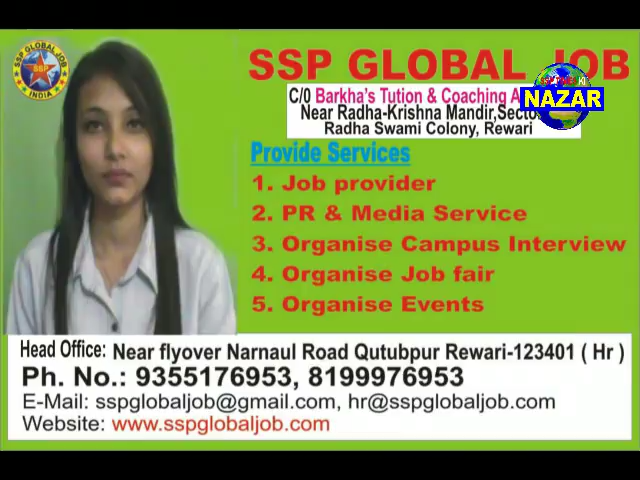 SSP GLOBAL JOB
SSP
INDIA
SSP GLOBAL JOB
C/0 Barkha's Tution & Coaching
NAZAR
Near Radha-Krishna Mandir,
Radha Swami Colony, Rewari
Provide Services
1. Job provider
2. PR & Media Service
3. Organise Campus Interview
4. Organise Job fair
5. Organise Events
Head Office: Near flyover Narnaul Road Qutubpur Rewari-123401 ( Hr )
Ph. No.: 9355176953, 8199976953
E-Mail: sspglobaljob@gmail.com, hr@sspglobaljob.com
Website: www.sspglobaljob.com